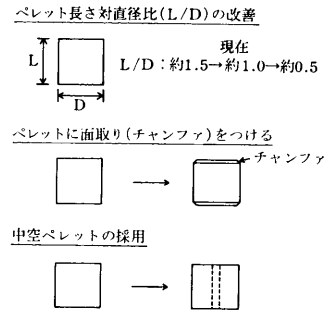 ペレット長さ対直径比(L/D)の改善
現在
L
L/D：約1.5→約1.0→約0.5
D
ペレットに面取り(チャンファ)をつける
チャンファ
中空ペレットの採用